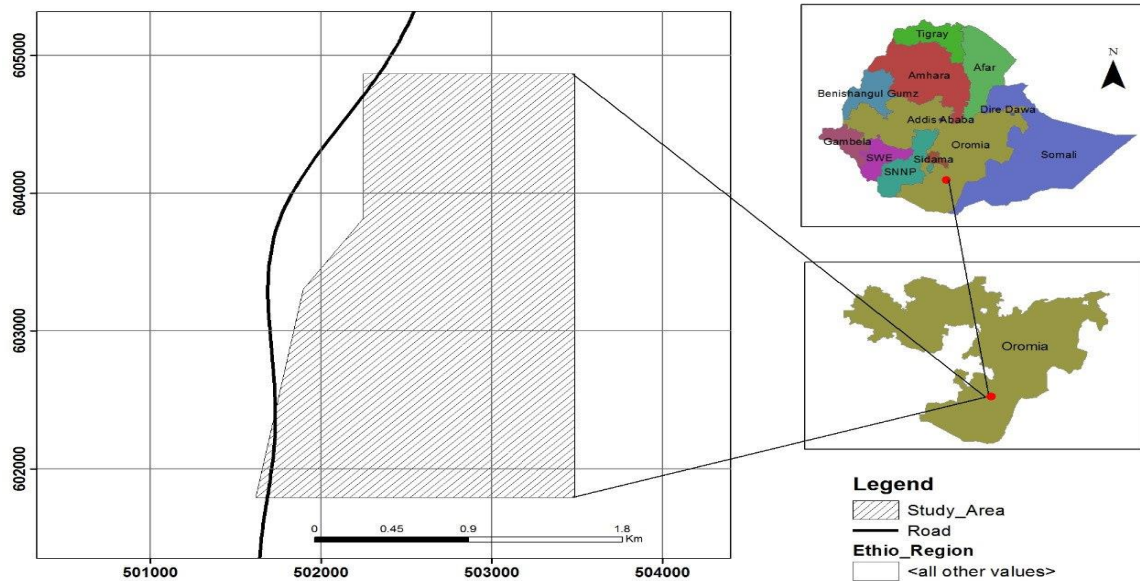 605000
604000
603000
602000
501000
502000
503000
504000
0
0.45
0.9
1.8
Km
Tigray
Afar
Amhara
Benishangul Gumz
Dire Dawa
Addis Ababa
Gambela
Oromia
SWE
Sidama
Somali
SNNP
N
Oromia
Legend
Study_Area
Road
Ethio_Region
<all other values>